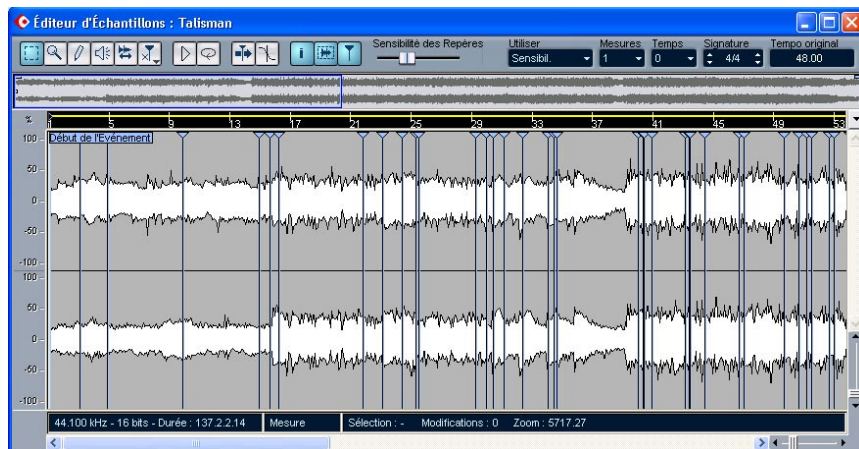 Éditeur d'Échantillons : Talisman
Sensibilité des Repères Utiliser Mesures Temps Signature Tempo original
Sensibil. 1 0 4/4 48.00
% 1 5 9 13 17 21 25 29 33 37 41 45 49 53
100 Début de l'Evénement
50
0
-50
-100
100
50
0
-50
-100
44.100 kHz - 16 bits - Durée : 137.2.2.14 Mesure Sélection : - Modifications : 0 Zoom : 5717.27